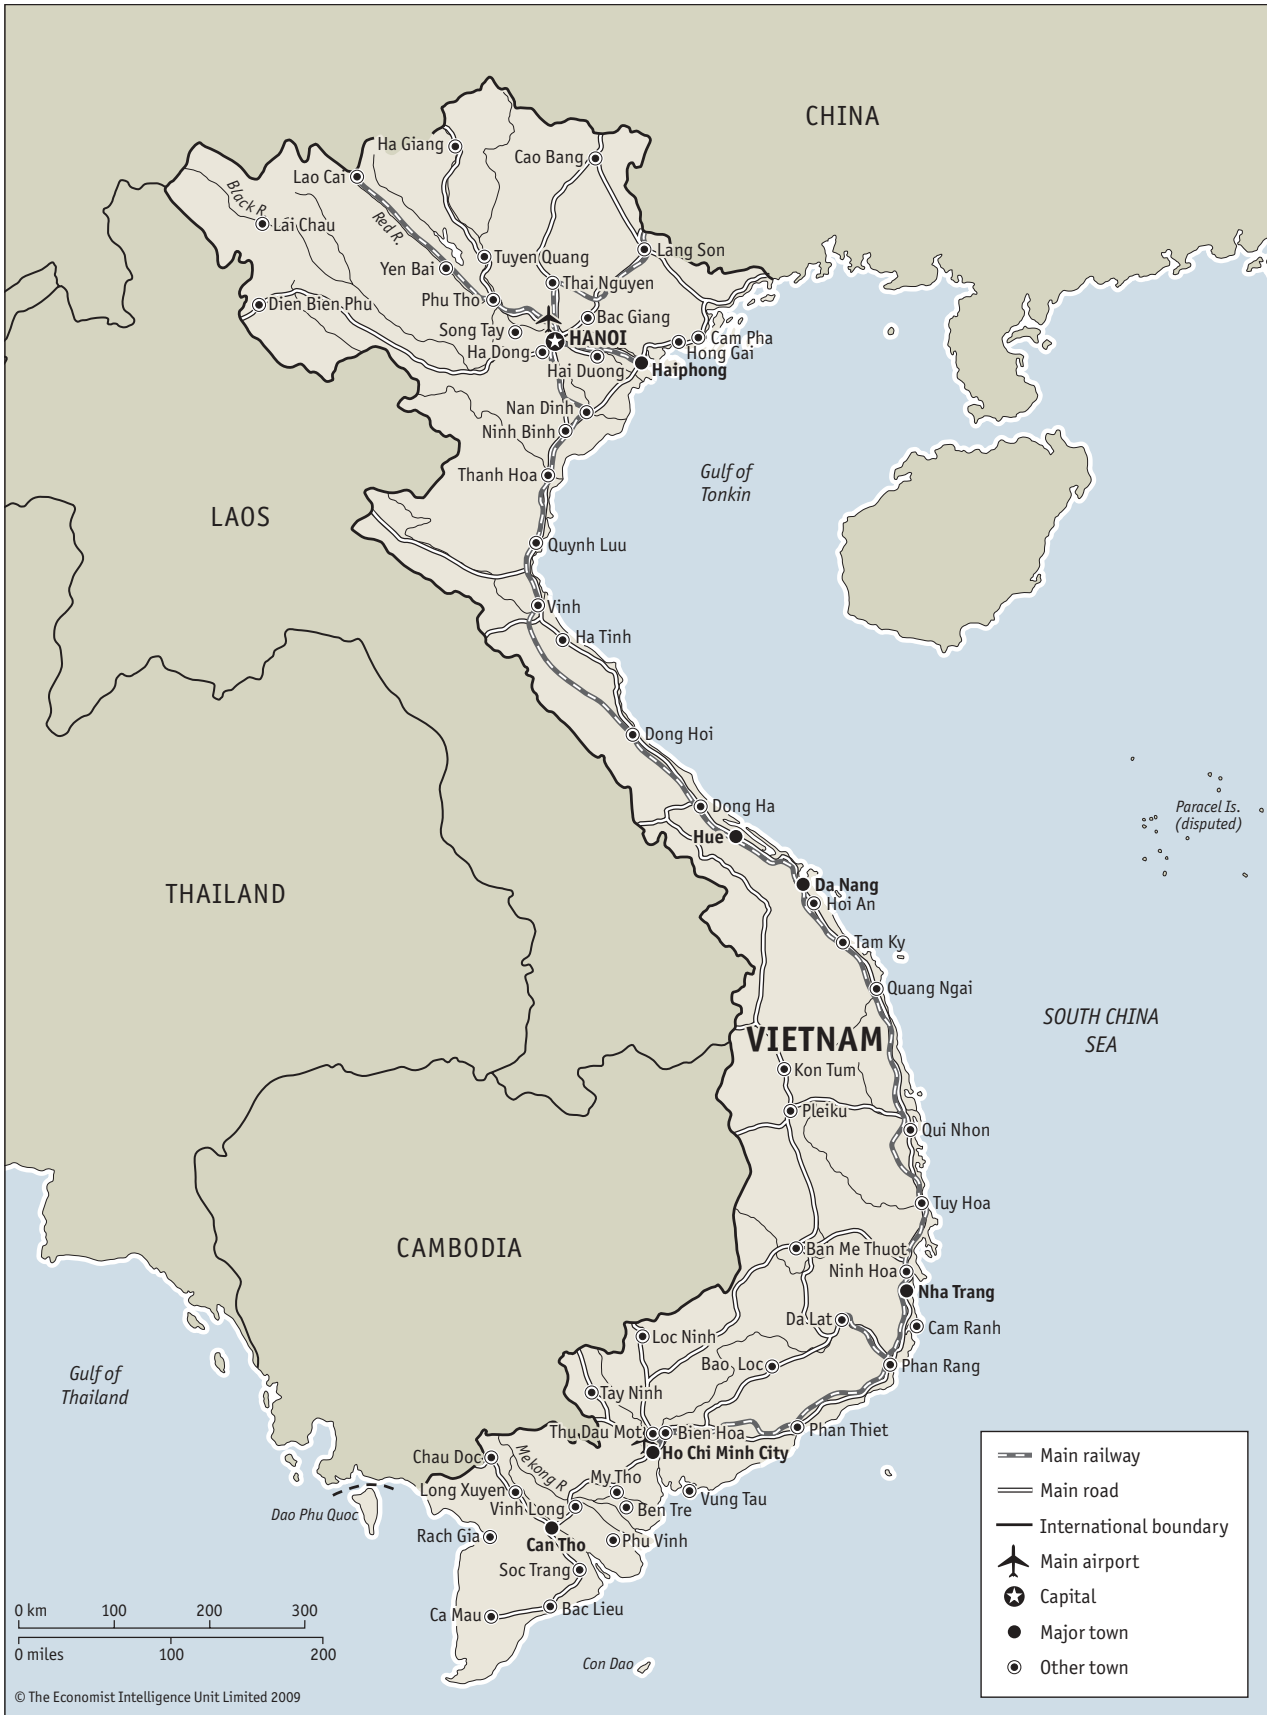 CHINA
Ha Giang
Cao Bang
Lao Cai
Black R.
Red R.
Lai Chau
Tuyen Quang
Lang Son
Yen Bai
Thai Nguyen
Phu Tho
Dien Bien Phu
Bac Giang
Song Tay
HANOI
Cam Pha
Ha Dong
Hong Gai
Hai Duong
Haiphong
Nan Dinh
Ninh Binh
Thanh Hoa
Gulf of
Tonkin
LAOS
Quynh Luu
Vinh
Ha Tinh
Dong Hoi
Dong Ha
Paracel Is.
(disputed)
Hue
THAILAND
Da Nang
Hoi An
Tam Ky
Quang Ngai
SOUTH CHINA
SEA
VIETNAM
Kon Tum
Pleiku
Qui Nhon
Tuy Hoa
CAMBODIA
Ban Me Thuot
Ninh Hoa
Nha Trang
Da Lat
Cam Ranh
Loc Ninh
Bao Loc
Phan Rang
Gulf of
Thailand
Tay Ninh
Thu Dau Mot
Bien Hoa
Phan Thiet
Ho Chi Minh City
Chau Doc
Mekong R.
My Tho
Long Xuyen
Vung Tau
Vinh Long
Ben Tre
Dao Phu Quoc
Rach Gia
Can Tho
Phu Vinh
Soc Trang
Ca Mau
Bac Lieu
Con Dao
Main railway
Main road
International boundary
Main airport
Capital
Major town
Other town
0 km 100 200 300
0 miles 100 200
© The Economist Intelligence Unit Limited 2009